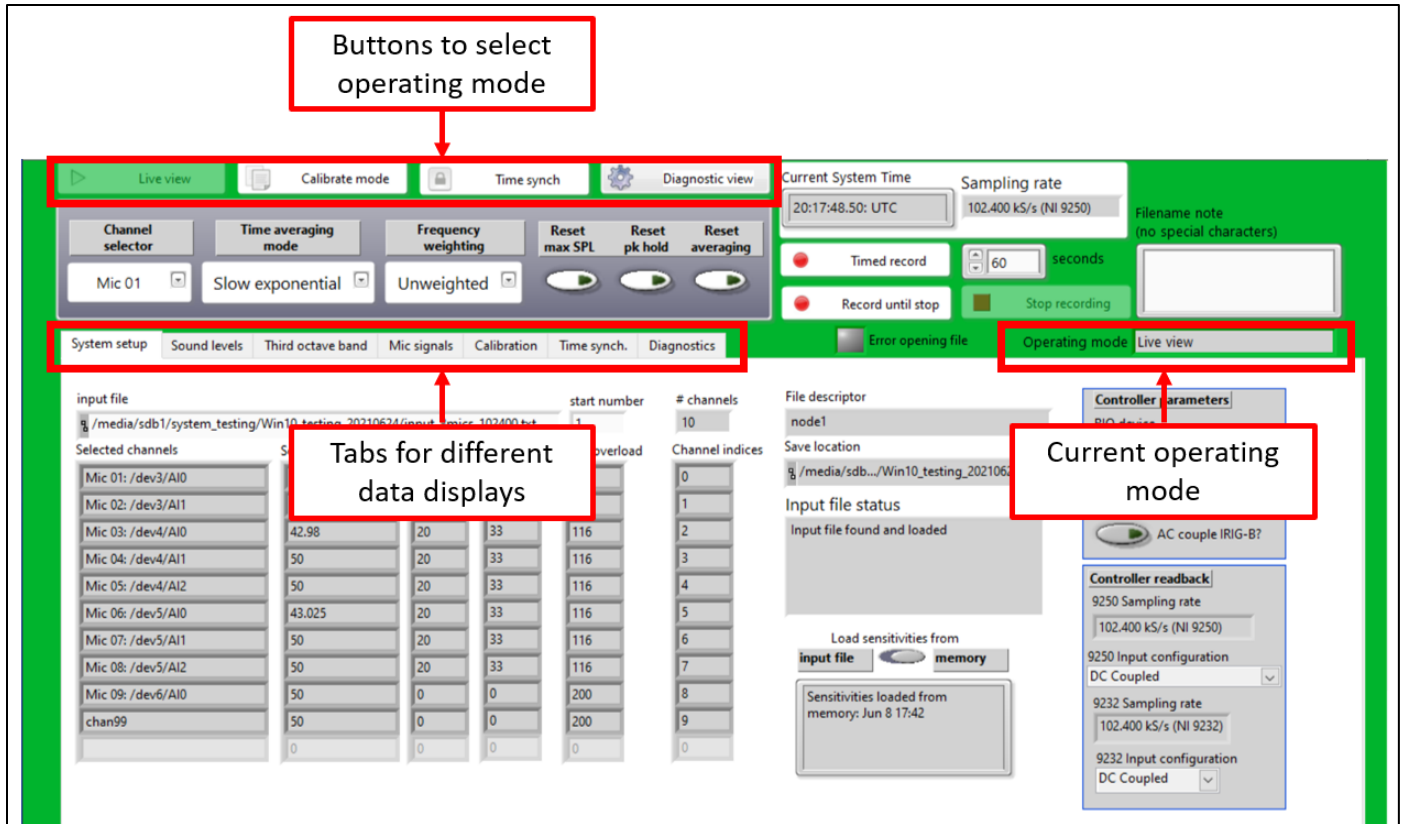 Buttons to select
operating mode
Live view
Calibrate mode
Time synch
Diagnostic view
Current System Time
20:17:48.50: UTC
Sampling rate
102.400 kS/s (NI 9250)
Filename note
(no special characters)
Channel
selector
Time averaging
mode
Frequency
weighting
Reset
max SPL
Reset
pk hold
Reset
averaging
Mic 01
Slow exponential
Unweighted
Timed record
60
seconds
Record until stop
Stop recording
System setup
Sound levels
Third octave band
Mic signals
Calibration
Time synch.
Diagnostics
Error opening file
Operating mode
Live view
input file
/media/sdb1/system_testing/Win10_testing_20210624/input
start number
# channels
10
File descriptor
node1
Controller parameters
Save location
/media/sdb.../Win10_testing_202106
Tabs for different
data displays
Current operating
mode
Selected channels
overload
Channel indices
Mic 01: /dev3/AI0
0
Mic 02: /dev3/AI1
1
Mic 03: /dev4/AI0 42.98 20 33 116 2
Mic 04: /dev4/AI1 50 20 33 116 3
Mic 05: /dev4/AI2 50 20 33 116 4
Mic 06: /dev5/AI0 43.025 20 33 116 5
Mic 07: /dev5/AI1 50 20 33 116 6
Mic 08: /dev5/AI2 50 20 33 116 7
Mic 09: /dev6/AI0 50 0 0 200 8
chan99 50 0 0 200 9
0 0 0 0 0
Input file status
Input file found and loaded
Load sensitivities from
input file
memory
Sensitivities loaded from
memory: Jun 8 17:42
AC couple IRIG-B?
Controller readback
9250 Sampling rate
102.400 kS/s (NI 9250)
9250 Input configuration
DC Coupled
9232 Sampling rate
102.400 kS/s (NI 9232)
9232 Input configuration
DC Coupled